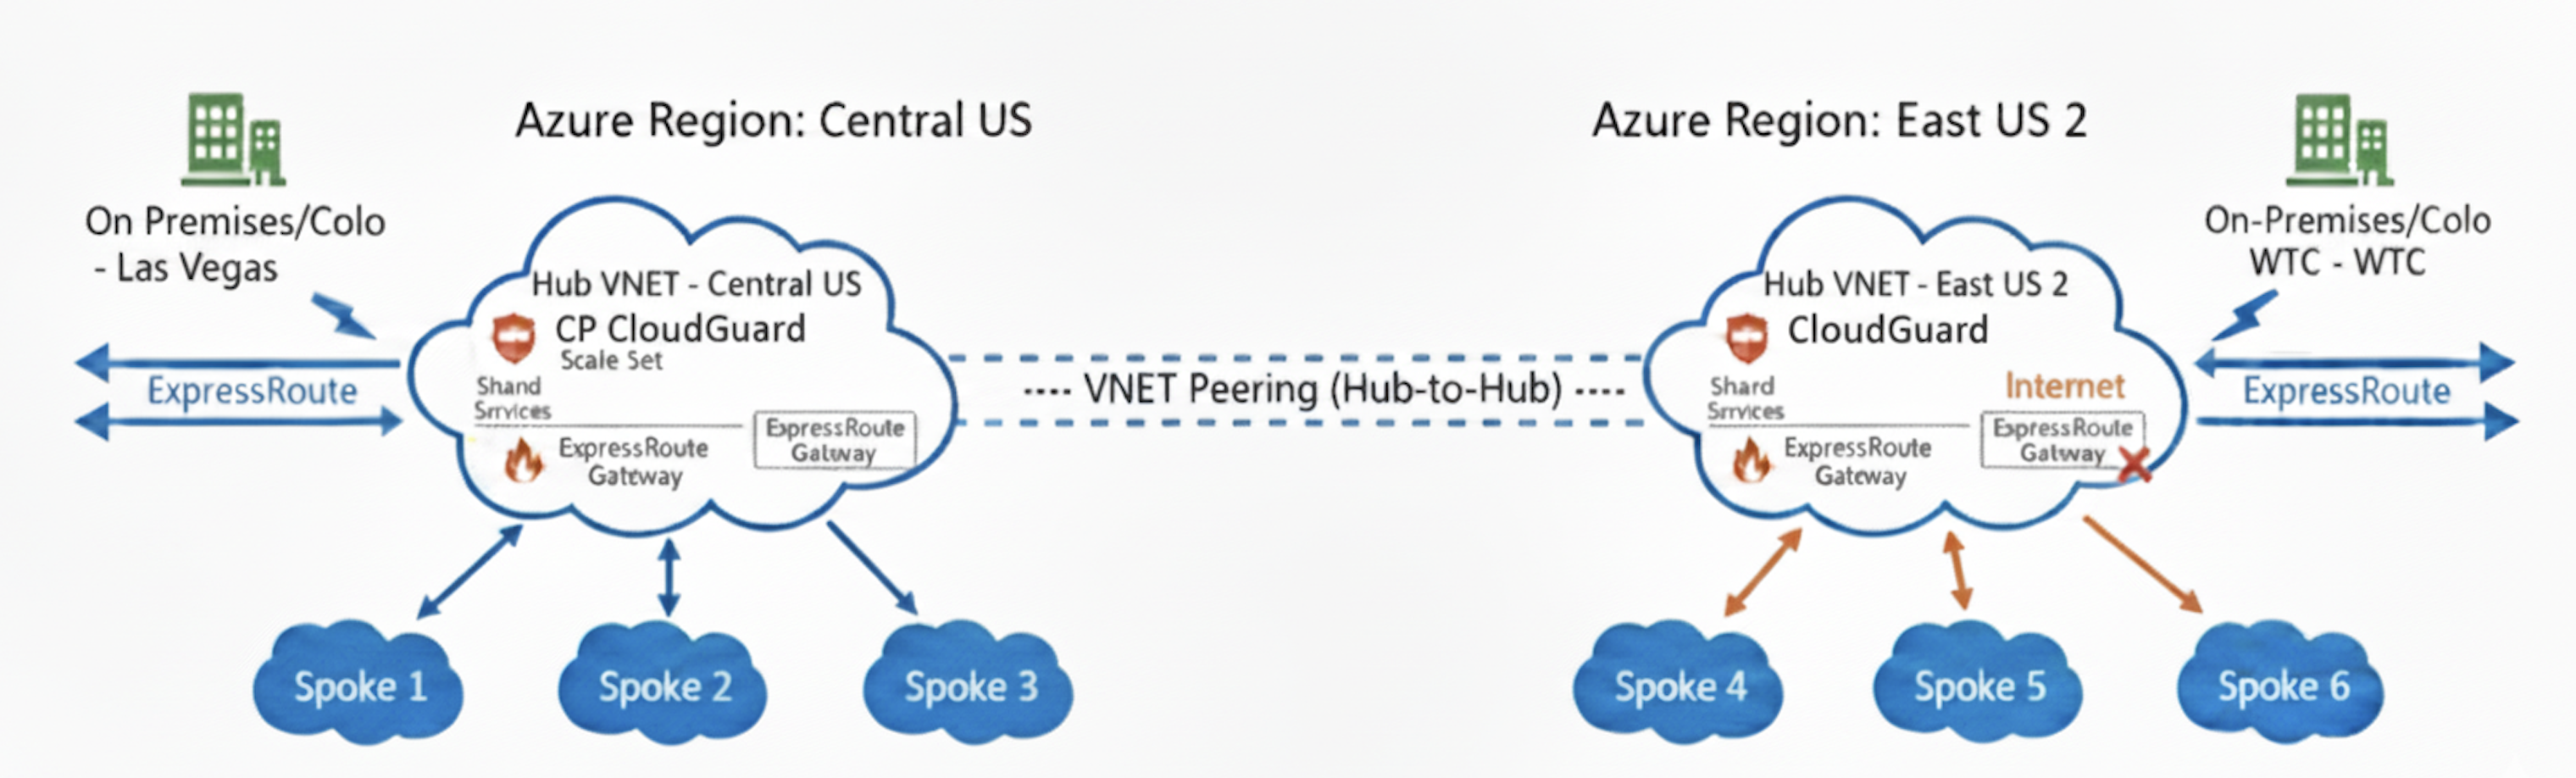 Azure Region: Central US
Azure Region: East US 2
On Premises/Colo
- Las Vegas
On-Premises/Colo
WTC - WTC
Hub VNET - Central US
CP CloudGuard
Scale Set
Shand
Srrvices
ExpressRoute
Gateway
ExpressRoute
Galway
ExpressRoute
---- VNET Peering (Hub-to-Hub) ----
Hub VNET - East US 2
CloudGuard
Shard
Srrvices
Internet
ExpressRoute
Gatcway
ExpressRoute
Galway
ExpressRoute
Spoke 1
Spoke 2
Spoke 3
Spoke 4
Spoke 5
Spoke 6